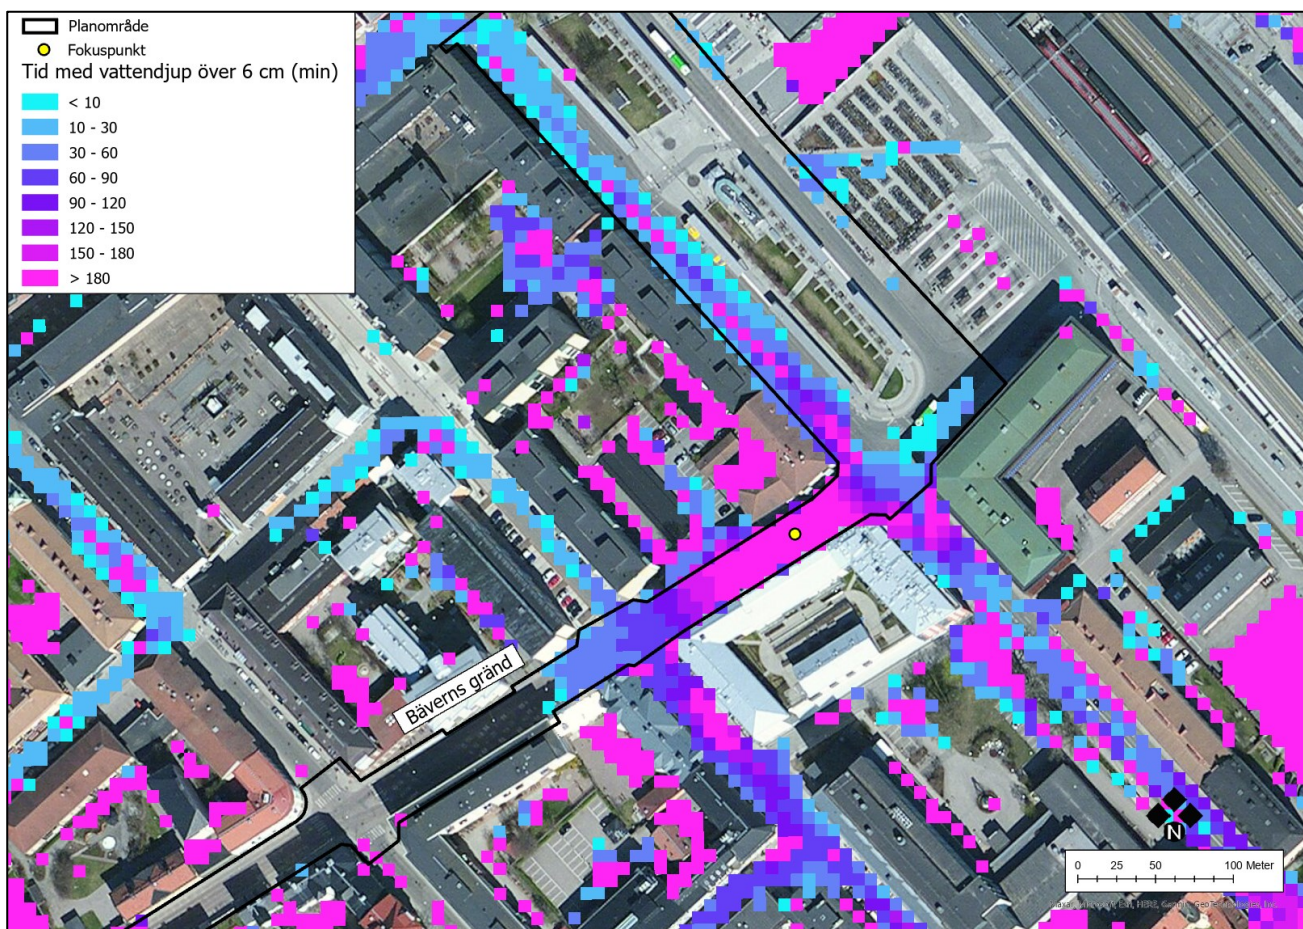 Planområde
Fokuspunkt
Tid med vattendjup över 6 cm (min)
< 10
10 - 30
30 - 60
60 - 90
90 - 120
120 - 150
150 - 180
> 180
Bäverns gränd
N
0 25 50 100 Meter